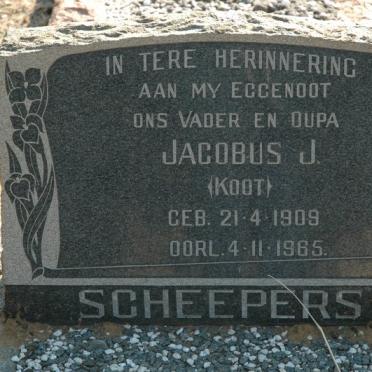 IN TERE HERINNERING
AAN MY EGGENOOT
ONS VADER EN OUPA
JACOBUS J.
(KOOT)
GEB. 21·4·1909
OORL. 4·11·1965.
SCHEEPERS